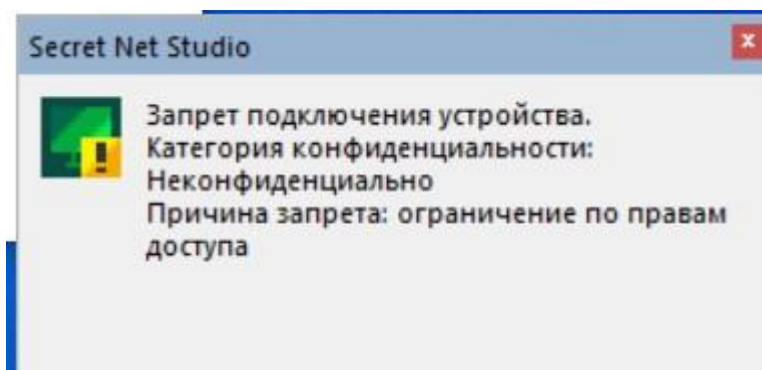 Secret Net Studio
Запрет подключения устройства.
Категория конфиденциальности:
Неконфиденциально
Причина запрета: ограничение по правам
доступа